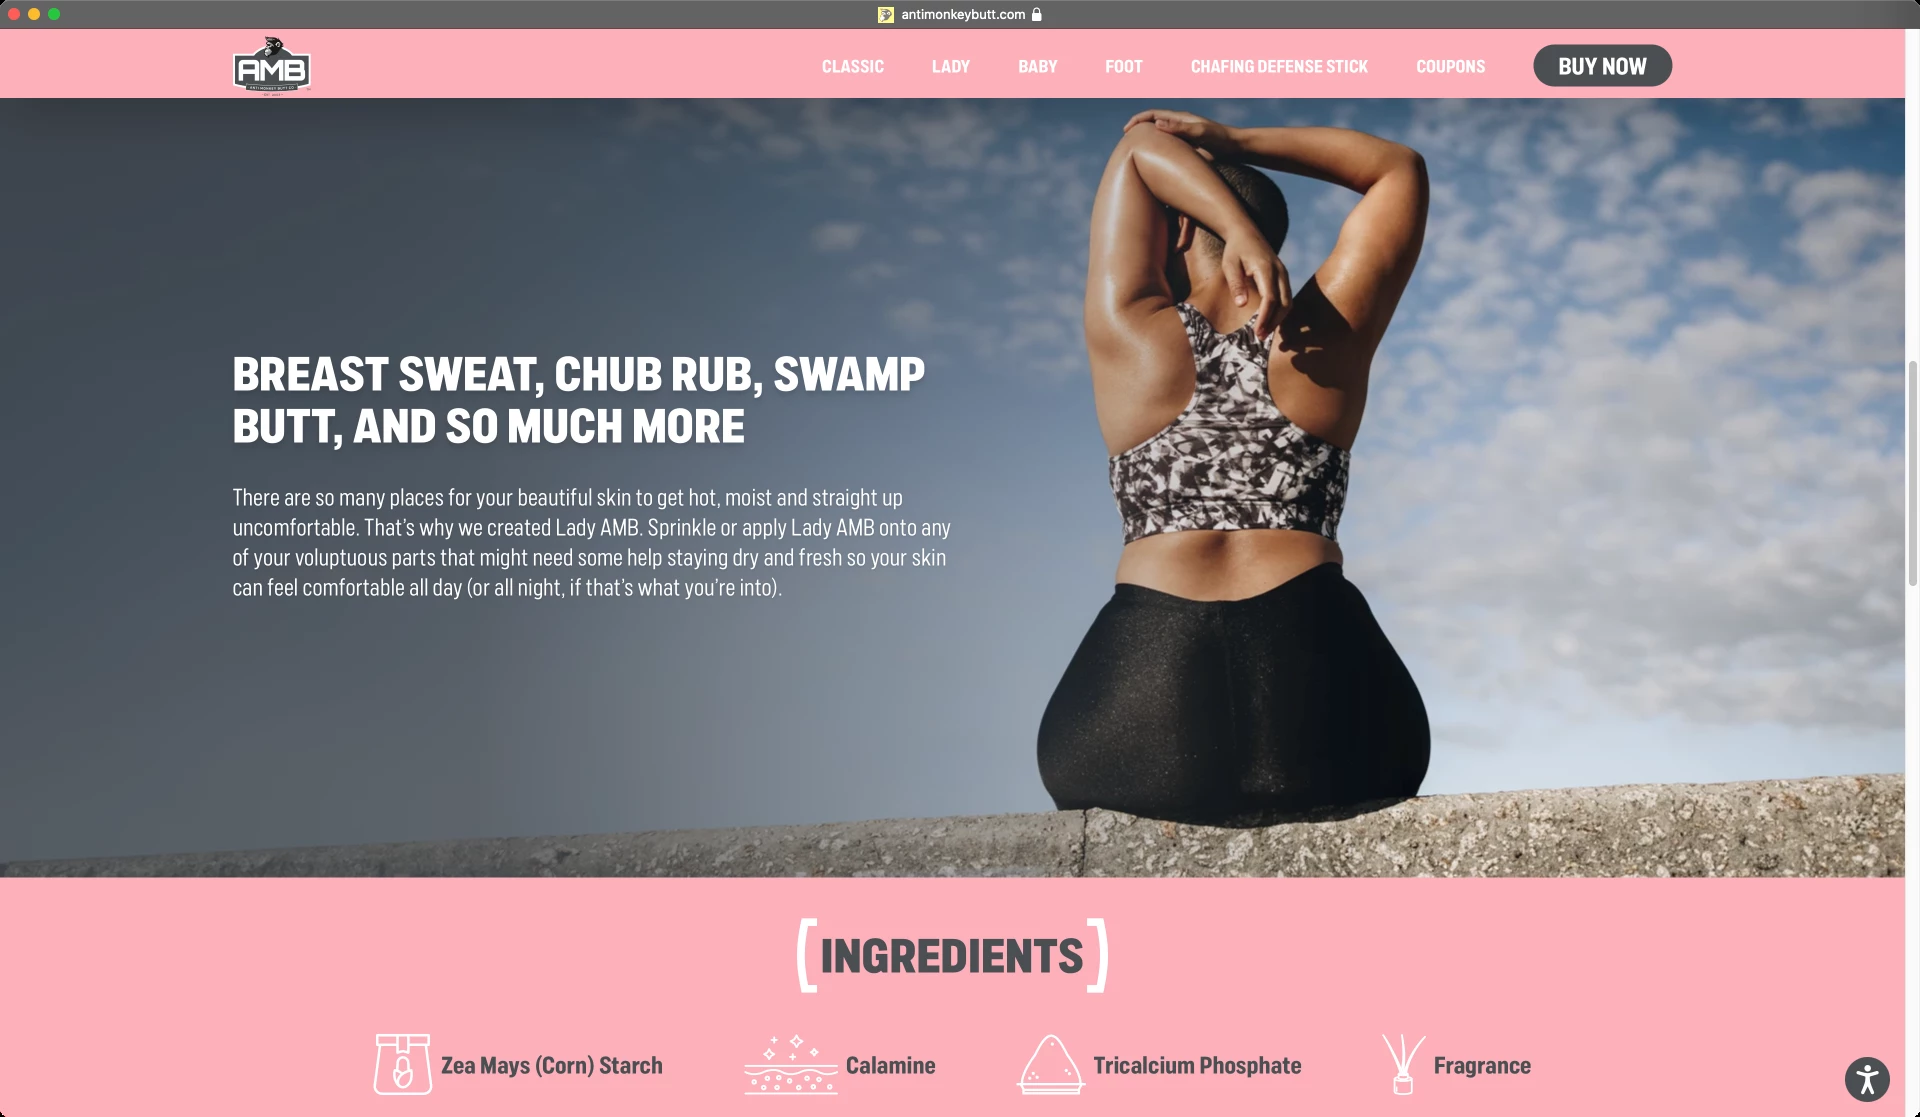 antimonkeybutt.com
AMB
ANTI MONKEY BUTT CO
CLASSIC
LADY
BABY
FOOT
CHAFING DEFENSE STICK
COUPONS
BUY NOW
BREAST SWEAT, CHUB RUB, SWAMP
BUTT, AND SO MUCH MORE
There are so many places for your beautiful skin to get hot, moist and straight up
uncomfortable. That’s why we created Lady AMB. Sprinkle or apply Lady AMB onto any
of your voluptuous parts that might need some help staying dry and fresh so your skin
can feel comfortable all day (or all night, if that’s what you’re into).
INGREDIENTS
Zea Mays (Corn) Starch
Calamine
Tricalcium Phosphate
Fragrance